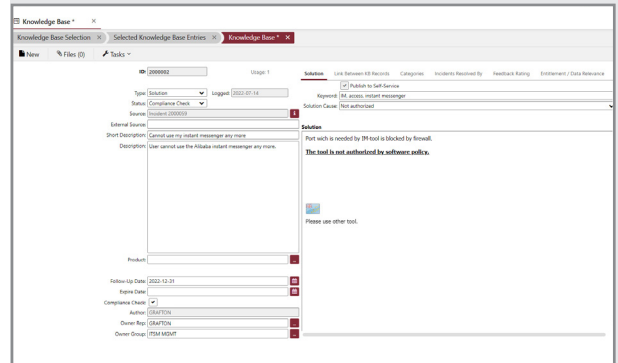 Knowledge Base * ×
Knowledge Base Selection × Selected Knowledge Base Entries × Knowledge Base * ×
New Files (0) Tasks
ID: 2000002 Usage: 1
Type: Solution Logged: 2022-07-14
Status: Compliance Check
Source: Incident 2000059
External Source:
Short Description: Cannot use my instant messenger any more
Description: User cannot use the Alibaba instant messenger any more.
Product:
Follow-Up Date: 2022-12-31
Expire Date:
Compliance Check:
Author: GRAFTON
Owner Rep: GRAFTON
Owner Group: ITSM MGMT
Solution Link Between KB Records Categories Incidents Resolved By Feedback Rating Entitlement / Data Relevance
Publish to Self-Service
Keyword: IM, access, instant messenger
Solution Cause: Not authorized
Solution
Port wich is needed by IM-tool is blocked by firewall.
The tool is not authorized by software policy.
Please use other tool.